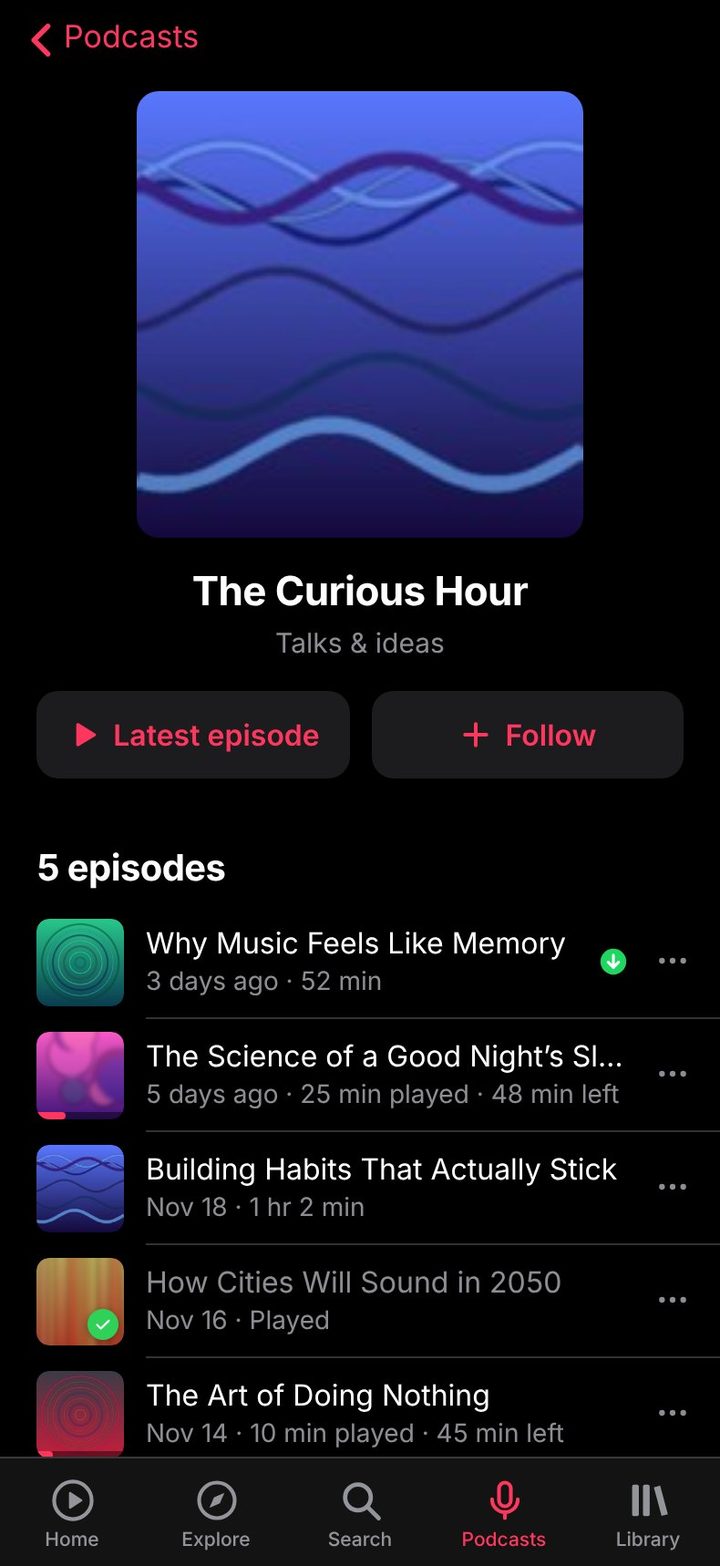 Podcasts
The Curious Hour
Talks & ideas
Latest episode
Follow
5 episodes
Why Music Feels Like Memory
3 days ago · 52 min
The Science of a Good Night’s Sl...
5 days ago · 25 min played · 48 min left
Building Habits That Actually Stick
Nov 18 · 1 hr 2 min
How Cities Will Sound in 2050
Nov 16 · Played
The Art of Doing Nothing
Nov 14 · 10 min played · 45 min left
Home
Explore
Search
Podcasts
Library